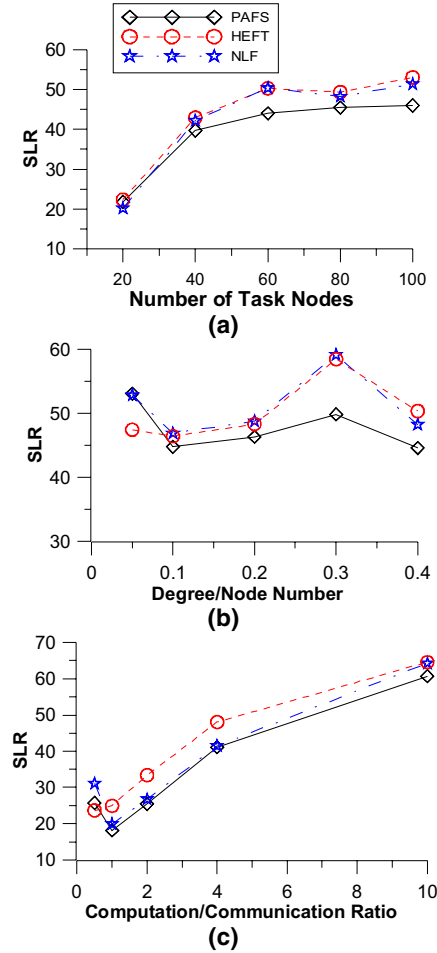 PAFS
HEFT
NLF
60
50
40
30
20
10
SLR
20 40 60 80 100
Number of Task Nodes
(a)
60
50
40
30
SLR
0 0.1 0.2 0.3 0.4
Degree/Node Number
(b)
70
60
50
40
30
20
10
SLR
0 2 4 6 8 10
Computation/Communication Ratio
(c)